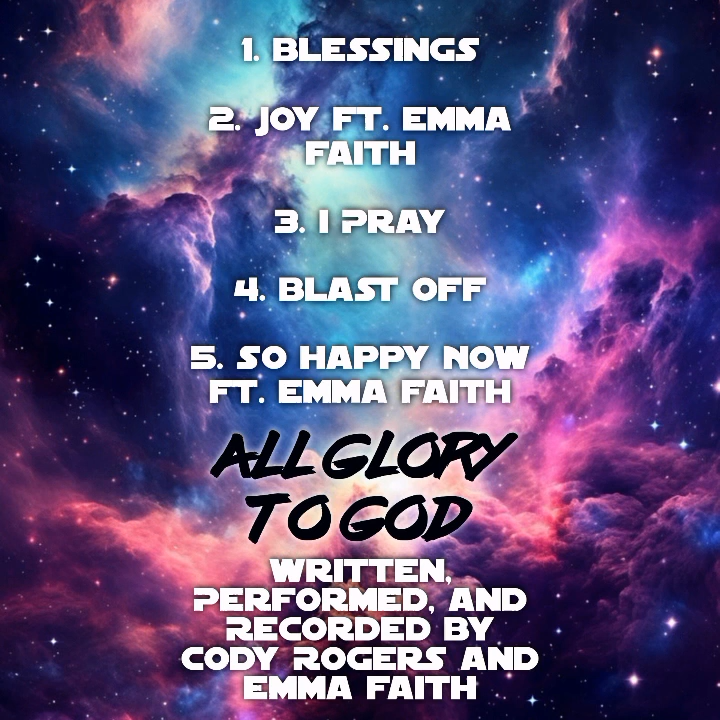 1. BLESSINGS
2. JOY FT. EMMA
FAITH
3. I PRAY
4. BLAST OFF
5. SO HAPPY NOW
FT. EMMA FAITH
ALL GLORY
TO GOD
WRITTEN,
PERFORMED, AND
RECORDED BY
CODY ROGERS AND
EMMA FAITH